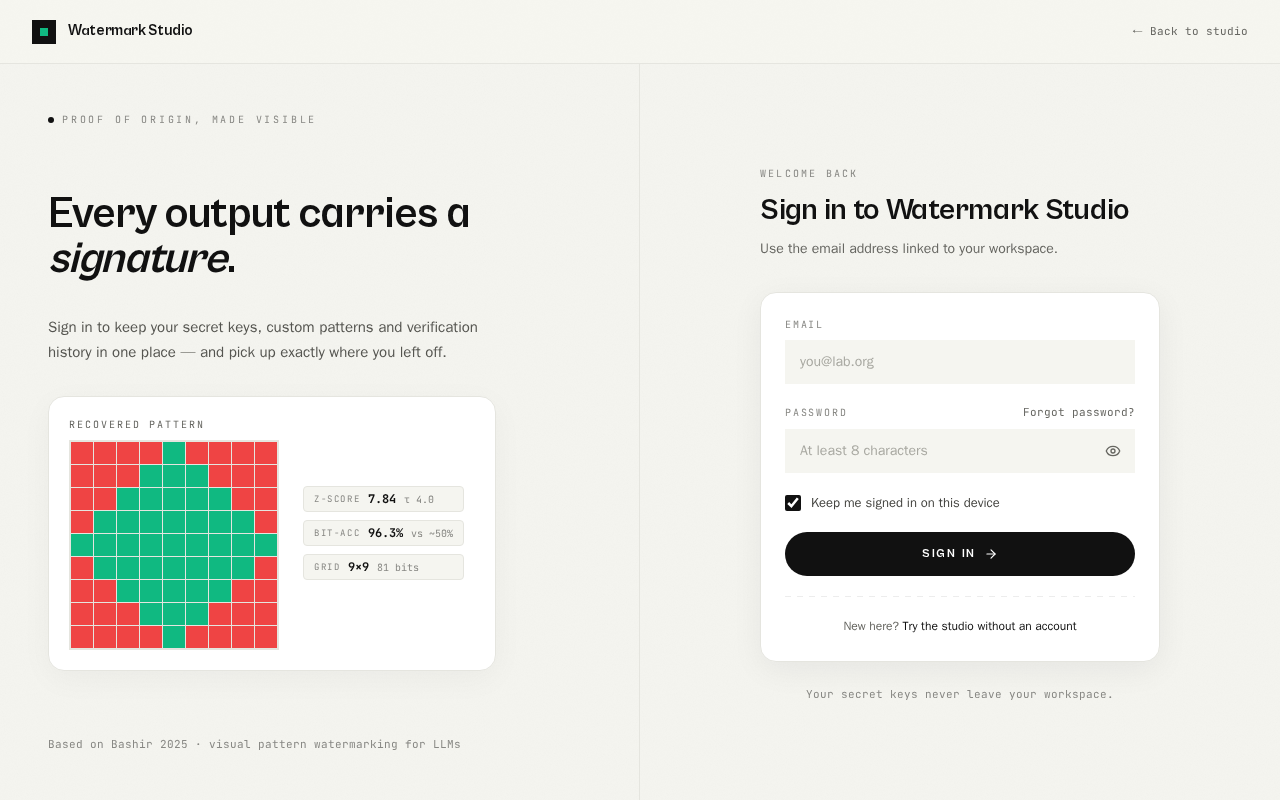 Watermark Studio
← Back to studio
PROOF OF ORIGIN, MADE VISIBLE
Every output carries a
signature.
Sign in to keep your secret keys, custom patterns and verification
history in one place — and pick up exactly where you left off.
RECOVERED PATTERN
Z-SCORE 7.84 τ 4.0
BIT-ACC 96.3% vs ~50%
GRID 9×9 81 bits
Based on Bashir 2025 · visual pattern watermarking for LLMs
WELCOME BACK
Sign in to Watermark Studio
Use the email address linked to your workspace.
EMAIL
you@lab.org
PASSWORD Forgot password?
At least 8 characters
Keep me signed in on this device
SIGN IN →
New here? Try the studio without an account
Your secret keys never leave your workspace.